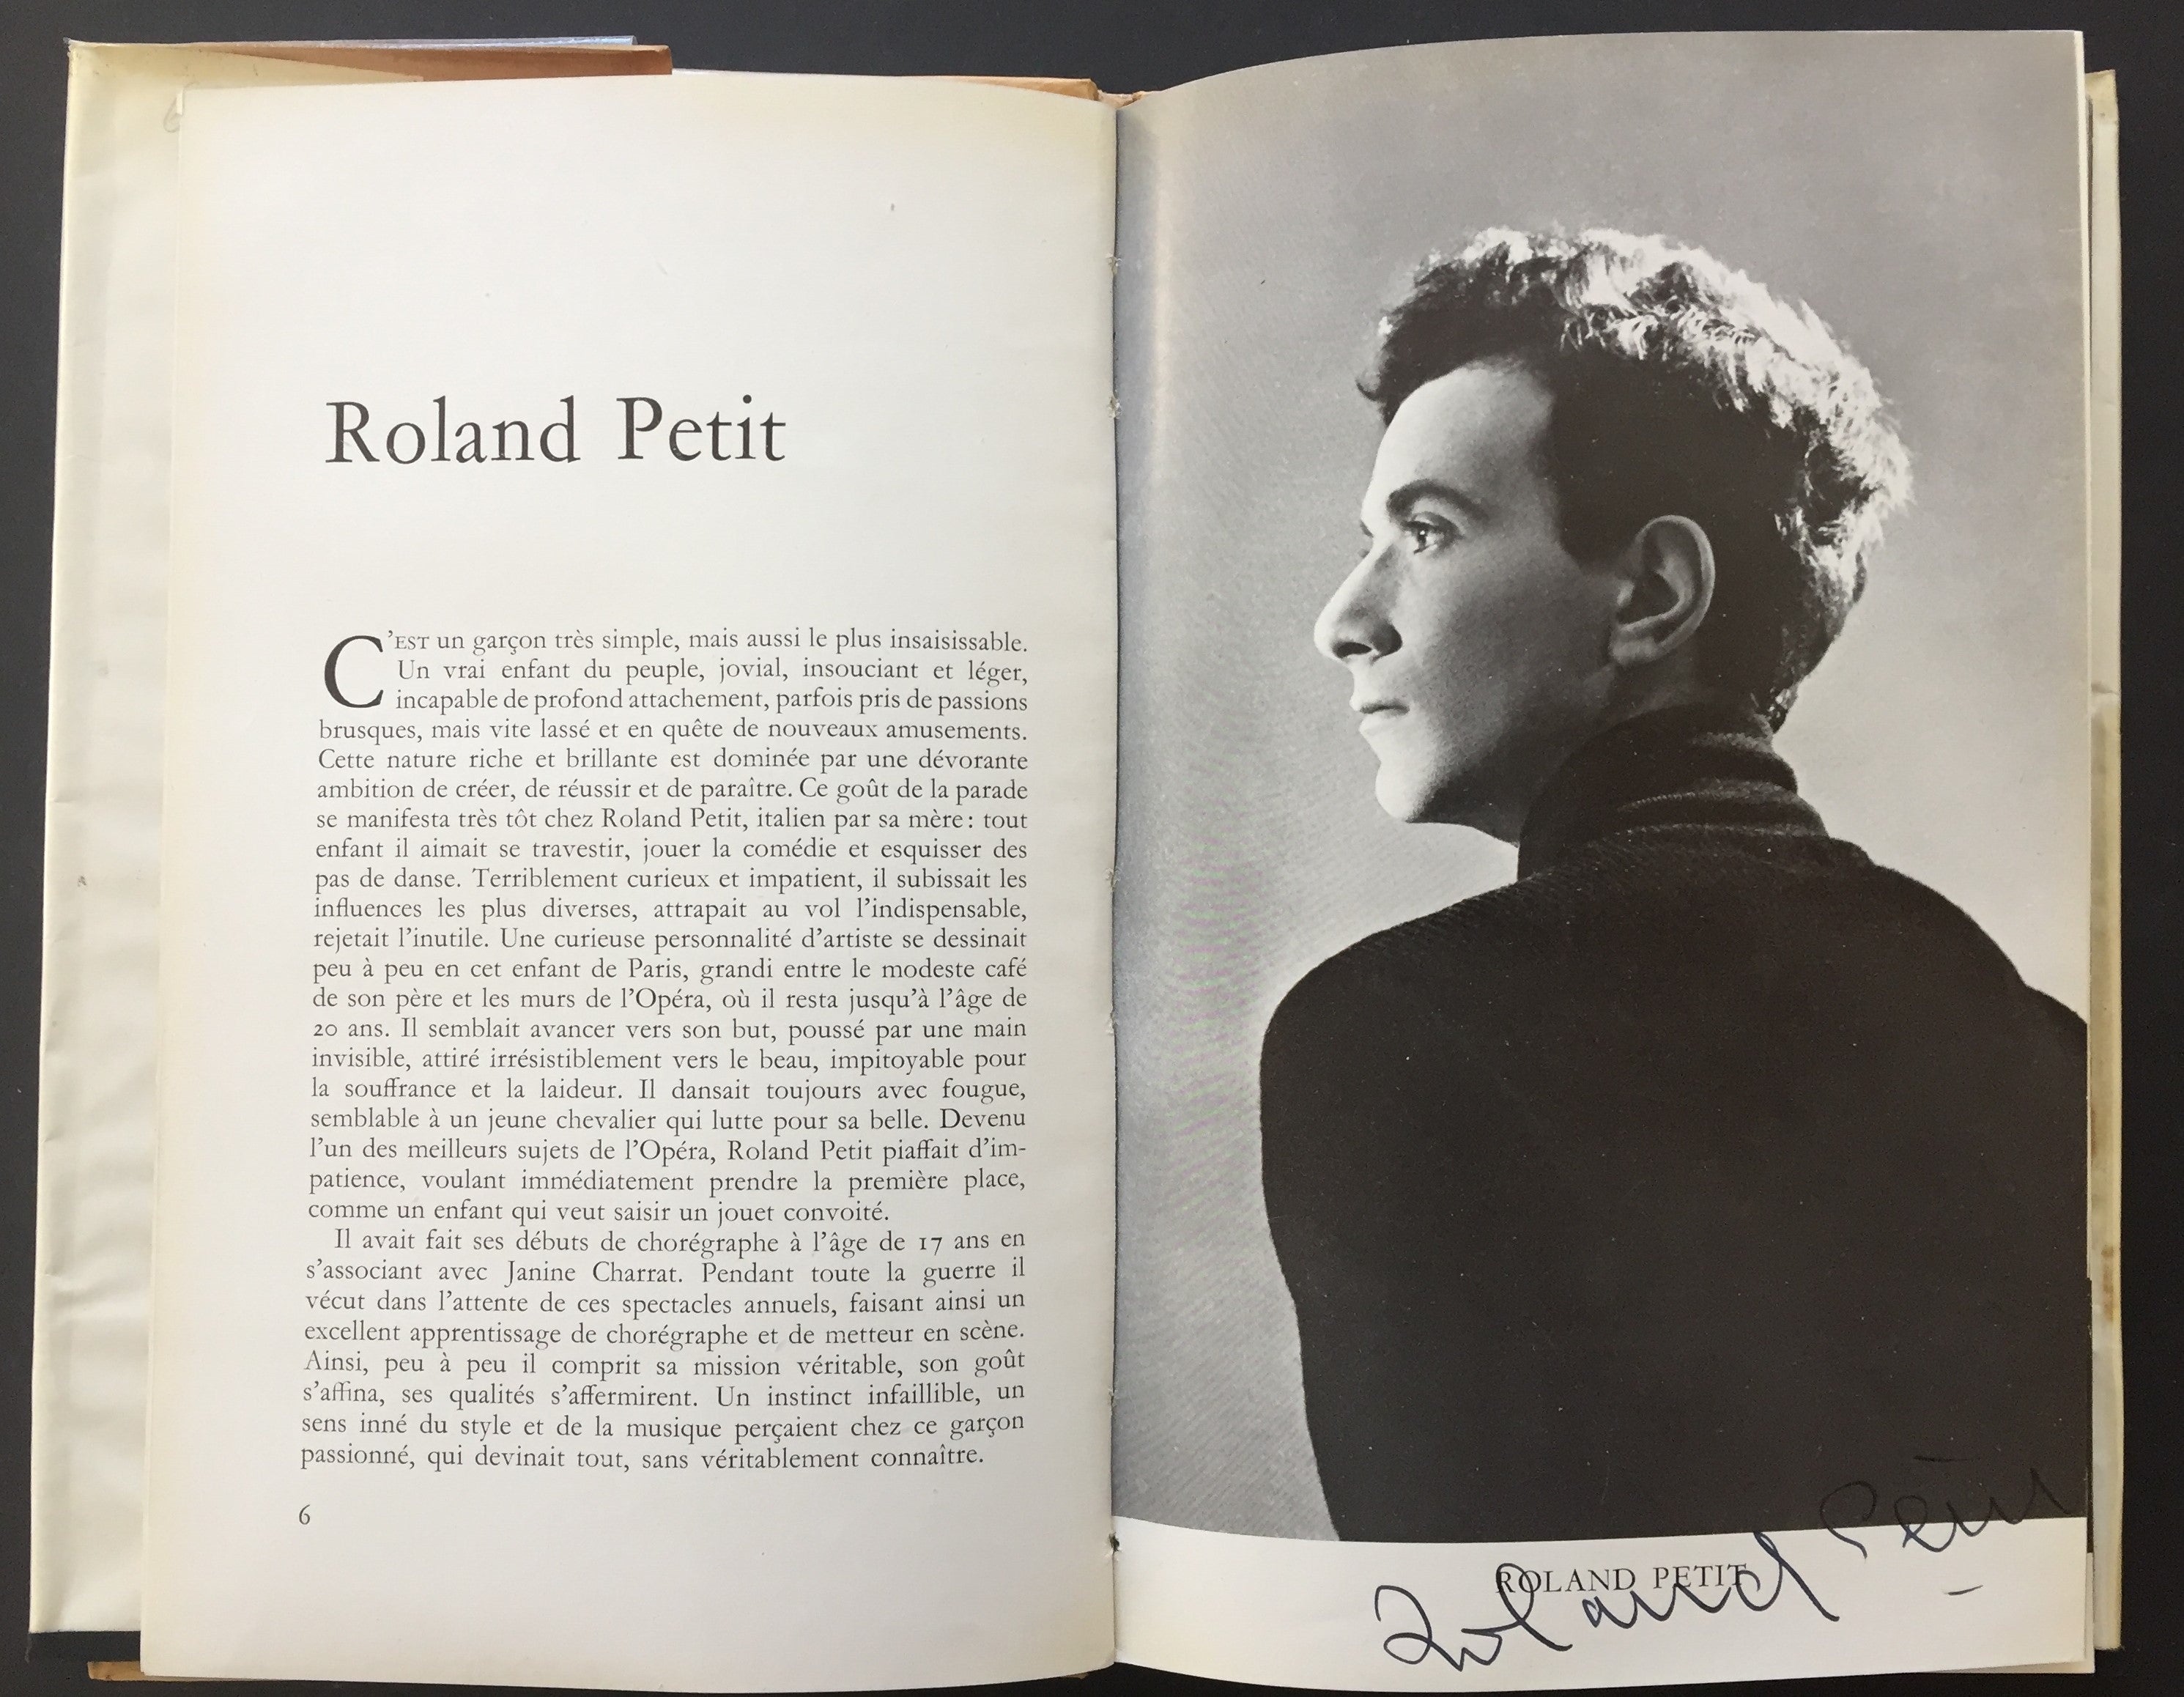 Roland Petit
C'EST un garçon très simple, mais aussi le plus insaisissable.
Un vrai enfant du peuple, jovial, insouciant et léger,
incapable de profond attachement, parfois pris de passions
brusques, mais vite lassé et en quête de nouveaux amusements.
Cette nature riche et brillante est dominée par une dévorante
ambition de créer, de réussir et de paraître. Ce goût de la parade
se manifesta très tôt chez Roland Petit, italien par sa mère: tout
enfant il aimait se travestir, jouer la comédie et esquisser des
pas de danse. Terriblement curieux et impatient, il subissait les
influences les plus diverses, attrapait au vol l'indispensable,
rejetait l'inutile. Une curieuse personnalité d'artiste se dessinait
peu à peu en cet enfant de Paris, grandi entre le modeste café
de son père et les murs de l'Opéra, où il resta jusqu'à l'âge de
20 ans. Il semblait avancer vers son but, poussé par une main
invisible, attiré irrésistiblement vers le beau, impitoyable pour
la souffrance et la laideur. Il dansait toujours avec fougue,
semblable à un jeune chevalier qui lutte pour sa belle. Devenu
l'un des meilleurs sujets de l'Opéra, Roland Petit piaffait d'im-
patience, voulant immédiatement prendre la première place,
comme un enfant qui veut saisir un jouet convoité.
Il avait fait ses débuts de chorégraphe à l'âge de 17 ans en
s'associant avec Janine Charrat. Pendant toute la guerre il
vécut dans l'attente de ces spectacles annuels, faisant ainsi un
excellent apprentissage de chorégraphe et de metteur en scène.
Ainsi, peu à peu il comprit sa mission véritable, son goût
s'affina, ses qualités s'affermirent. Un instinct infaillible, un
sens inné du style et de la musique perçaient chez ce garçon
passionné, qui devinait tout, sans véritablement connaître.
6
ROLAND PETIT
Roland Petit